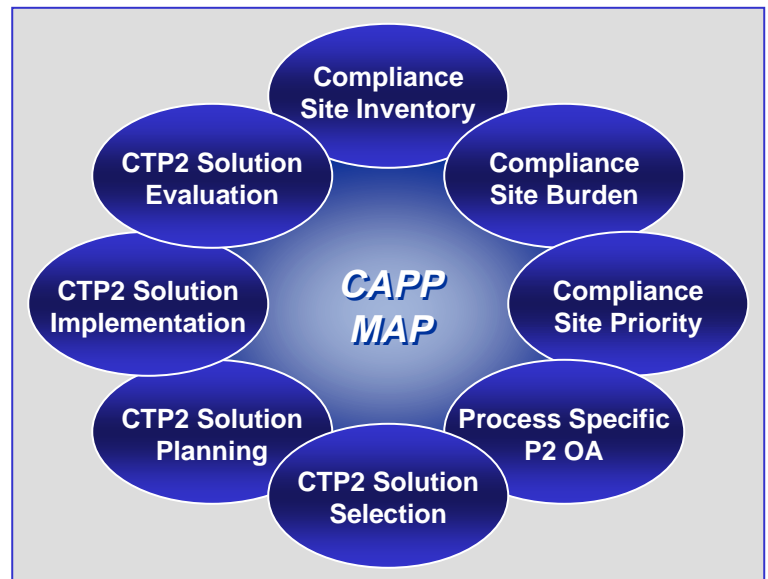 Compliance
Site Inventory
Compliance
Site Burden
Compliance
Site Priority
Process Specific
P2 OA
CTP2 Solution
Selection
CTP2 Solution
Planning
CTP2 Solution
Implementation
CTP2 Solution
Evaluation
CAPP
MAP